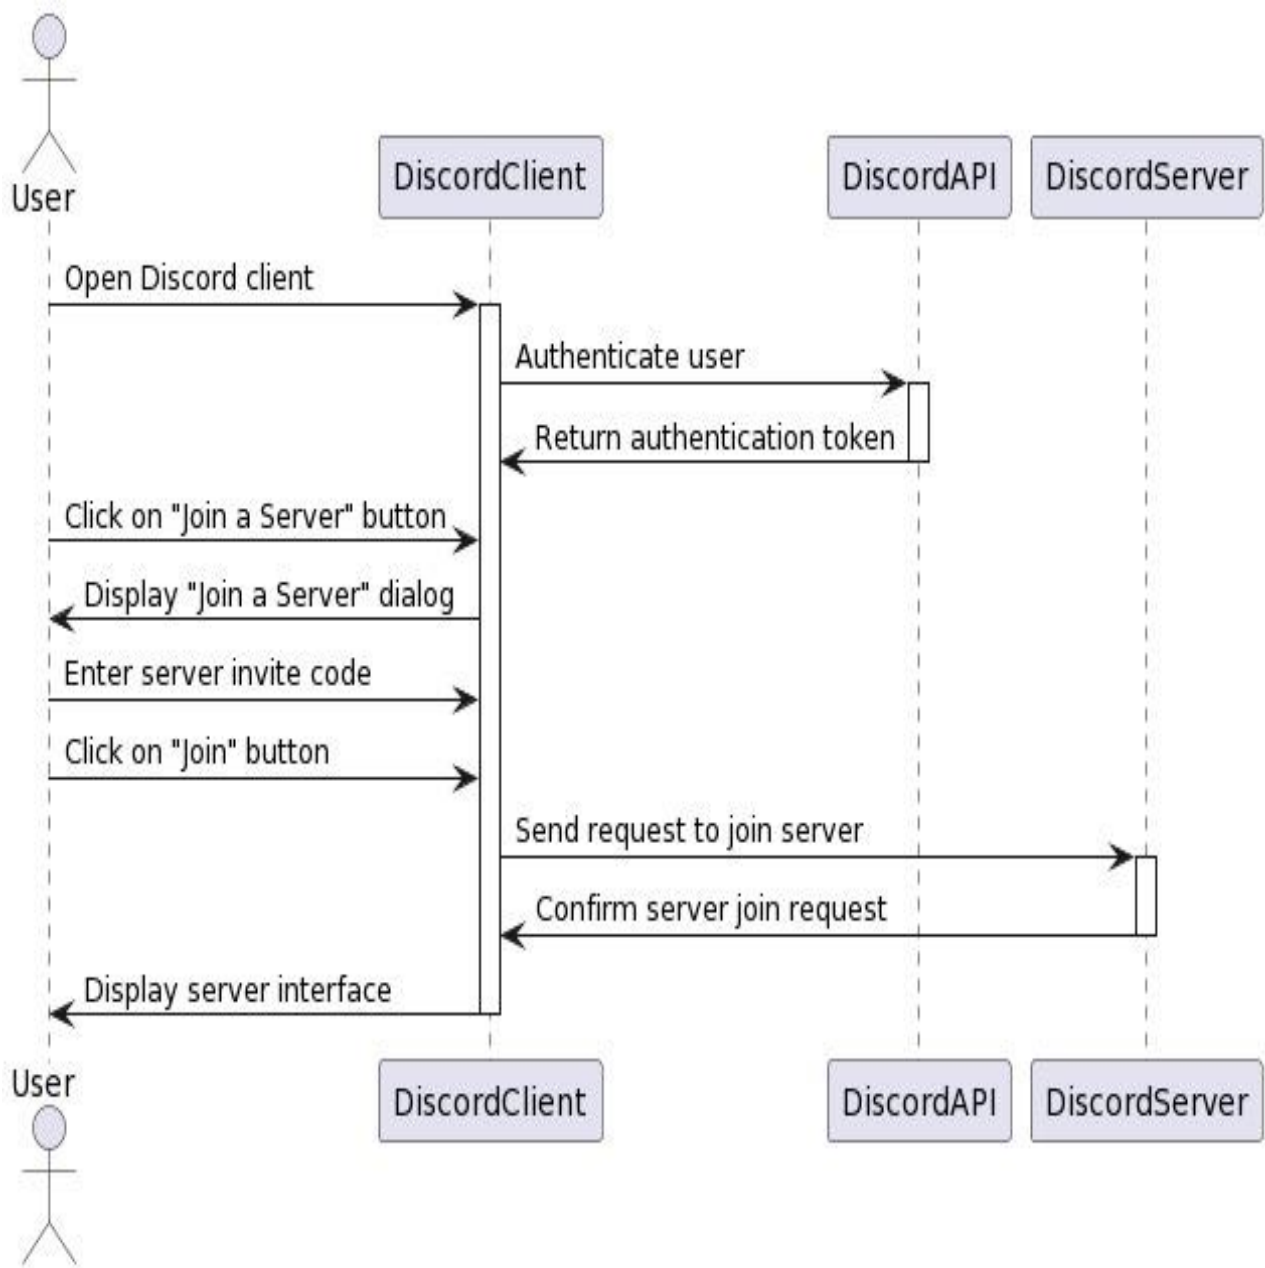 User
DiscordClient
DiscordAPI
DiscordServer
Open Discord client
Authenticate user
Return authentication token
Click on "Join a Server" button
Display "Join a Server" dialog
Enter server invite code
Click on "Join" button
Send request to join server
Confirm server join request
Display server interface
User
DiscordClient
DiscordAPI
DiscordServer